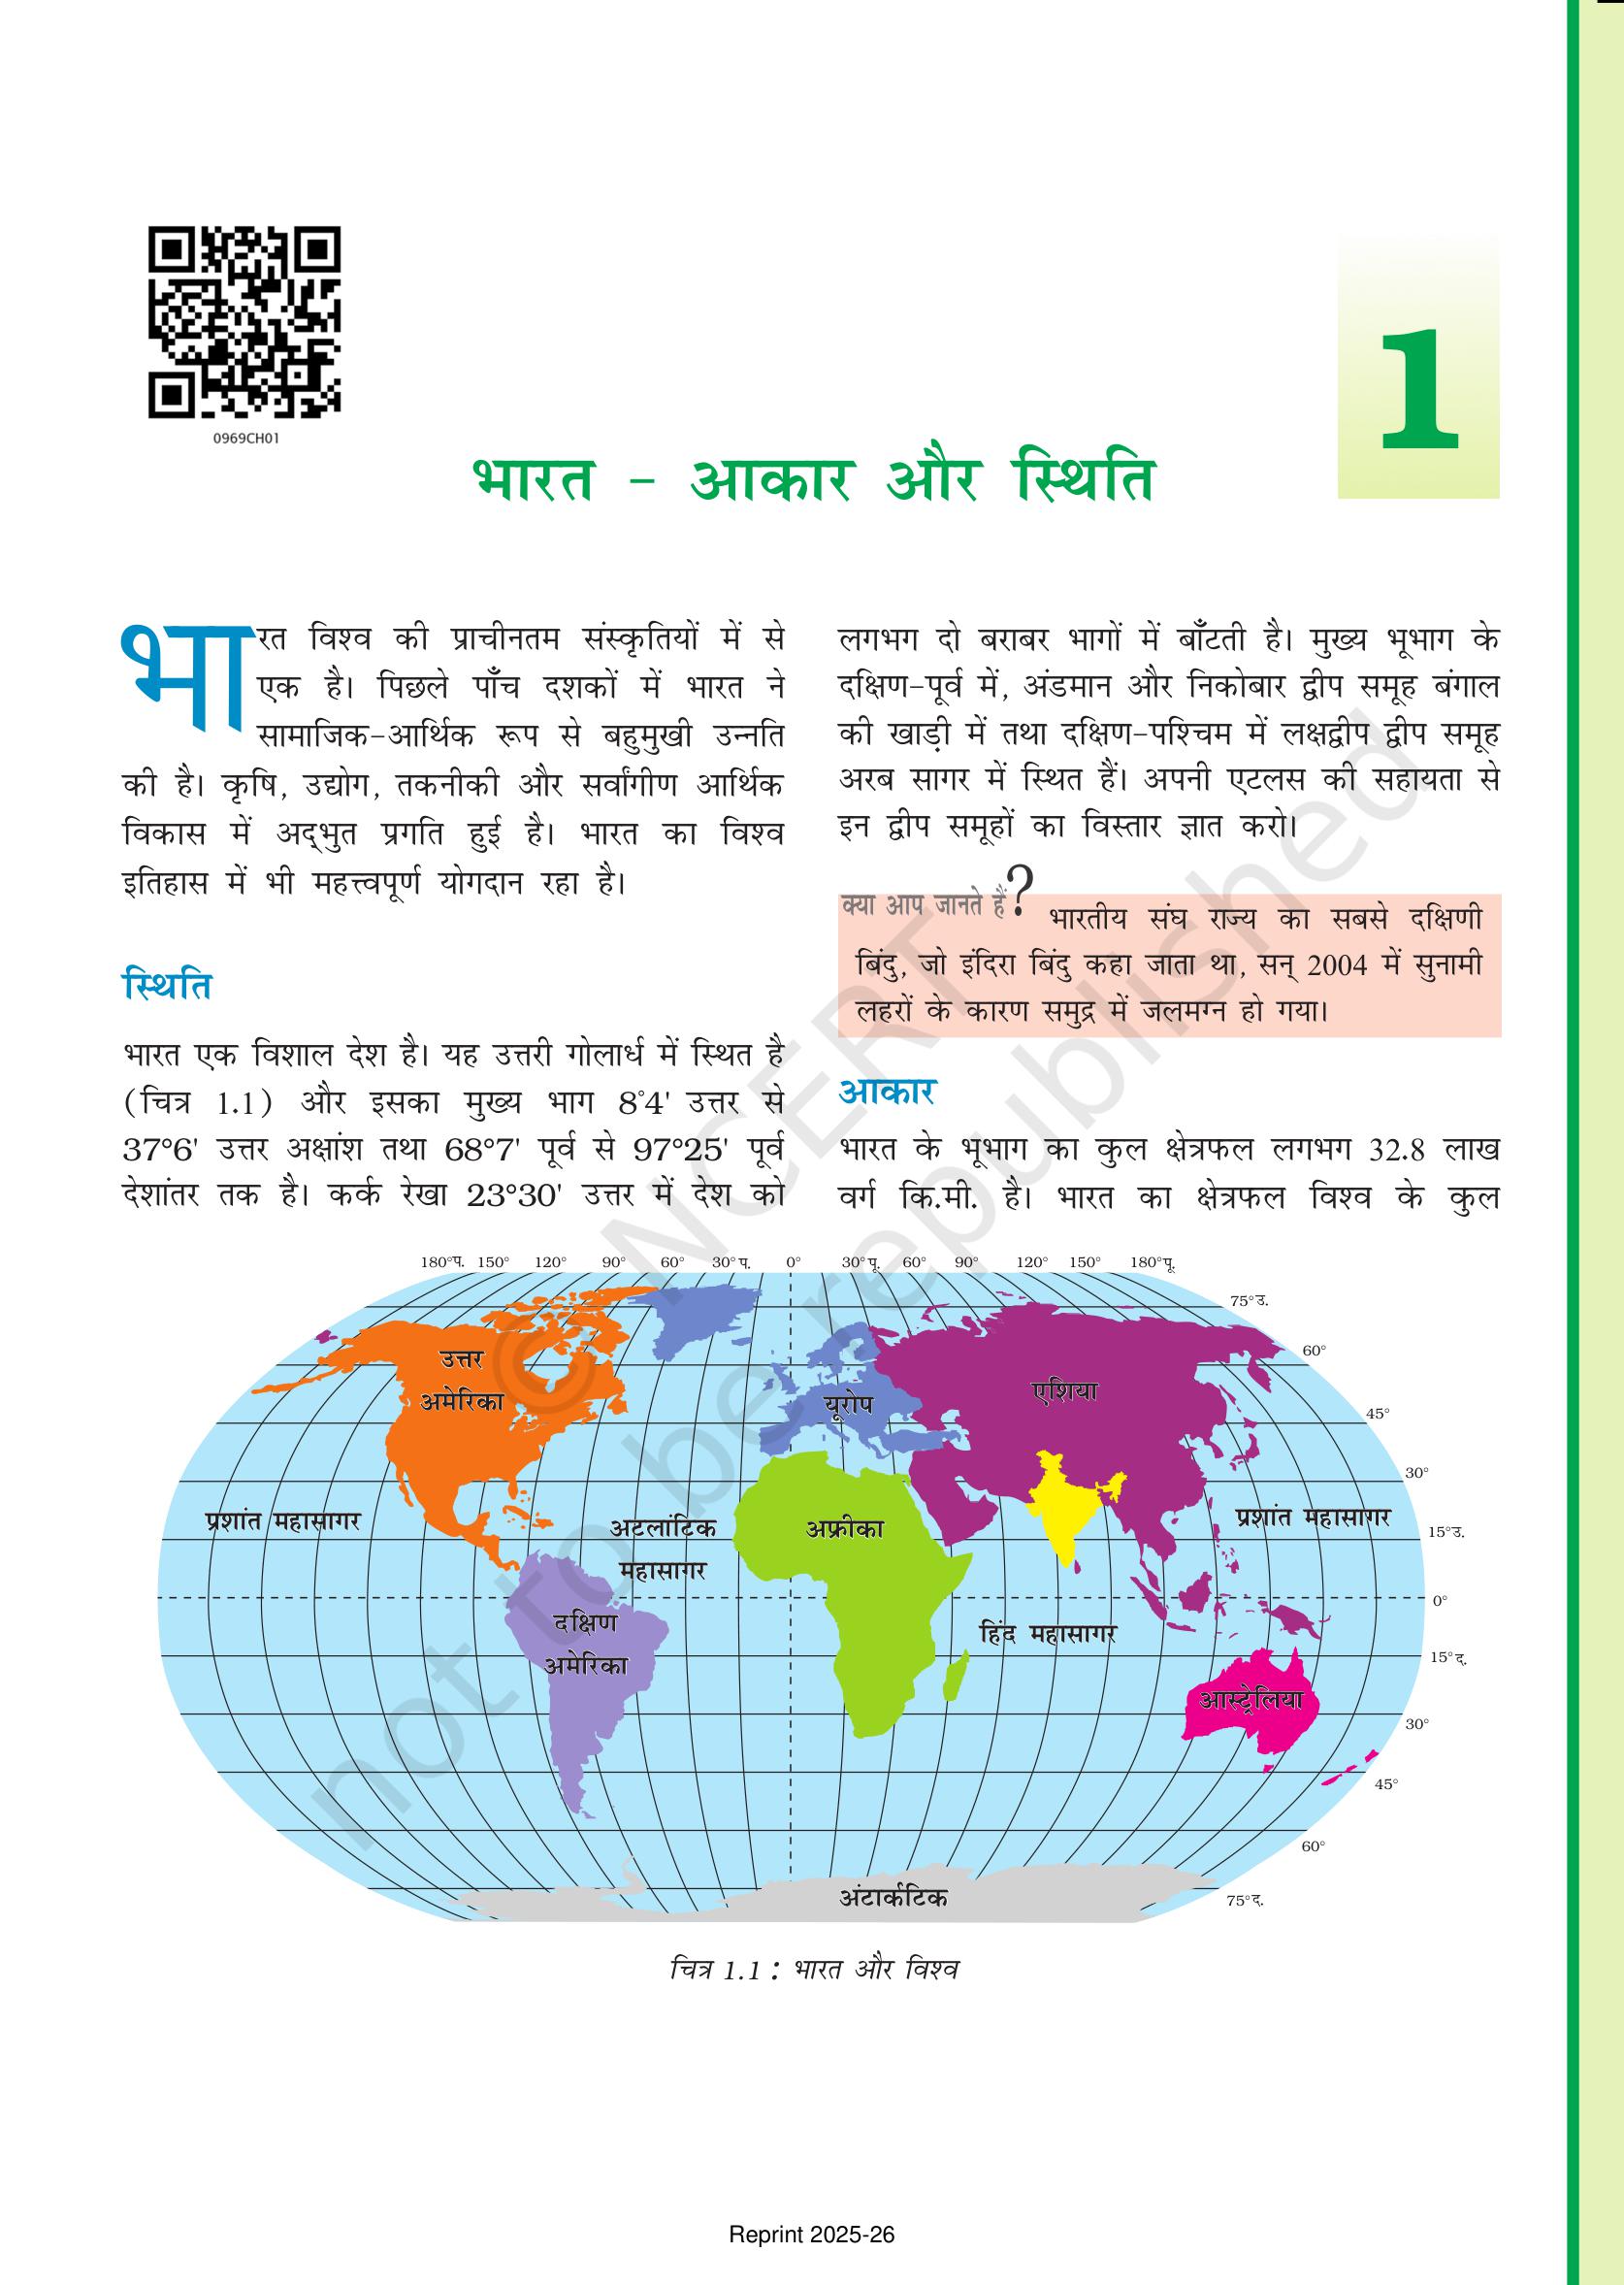 0969CH01
1
भारत – आकार और स्थिति
भारत विश्व की प्राचीनतम संस्कृतियों में से
एक है। पिछले पाँच दशकों में भारत ने
सामाजिक-आर्थिक रूप से बहुमुखी उन्नति
की है। कृषि, उद्योग, तकनीकी और सर्वांगीण आर्थिक
विकास में अद्भुत प्रगति हुई है। भारत का विश्व
इतिहास में भी महत्त्वपूर्ण योगदान रहा है।
स्थिति
भारत एक विशाल देश है। यह उत्तरी गोलार्ध में स्थित है
(चित्र 1.1) और इसका मुख्य भाग 8°4' उत्तर से
37°6' उत्तर अक्षांश तथा 68°7' पूर्व से 97°25' पूर्व
देशांतर तक है। कर्क रेखा 23°30' उत्तर में देश को
लगभग दो बराबर भागों में बाँटती है। मुख्य भूभाग के
दक्षिण-पूर्व में, अंडमान और निकोबार द्वीप समूह बंगाल
की खाड़ी में तथा दक्षिण-पश्चिम में लक्षद्वीप द्वीप समूह
अरब सागर में स्थित हैं। अपनी एटलस की सहायता से
इन द्वीप समूहों का विस्तार ज्ञात करो।
क्या आप जानते हैं? भारतीय संघ राज्य का सबसे दक्षिणी
बिंदु, जो इंदिरा बिंदु कहा जाता था, सन् 2004 में सुनामी
लहरों के कारण समुद्र में जलमग्न हो गया।
आकार
भारत के भूभाग का कुल क्षेत्रफल लगभग 32.8 लाख
वर्ग कि.मी. है। भारत का क्षेत्रफल विश्व के कुल
180°प. 150° 120° 90° 60° 30°प. 0° 30°पू. 60° 90° 120° 150° 180°पू.
75°उ.
60°
45°
30°
15°उ.
0°
15°द.
30°
45°
60°
75°द.
उत्तर
अमेरिका
यूरोप
एशिया
प्रशांत महासागर
अटलांटिक
महासागर
अफ्रीका
प्रशांत महासागर
दक्षिण
अमेरिका
हिंद महासागर
आस्ट्रेलिया
अंटार्कटिक
चित्र 1.1 : भारत और विश्व
© NCERT
not to be republished
Reprint 2025-26